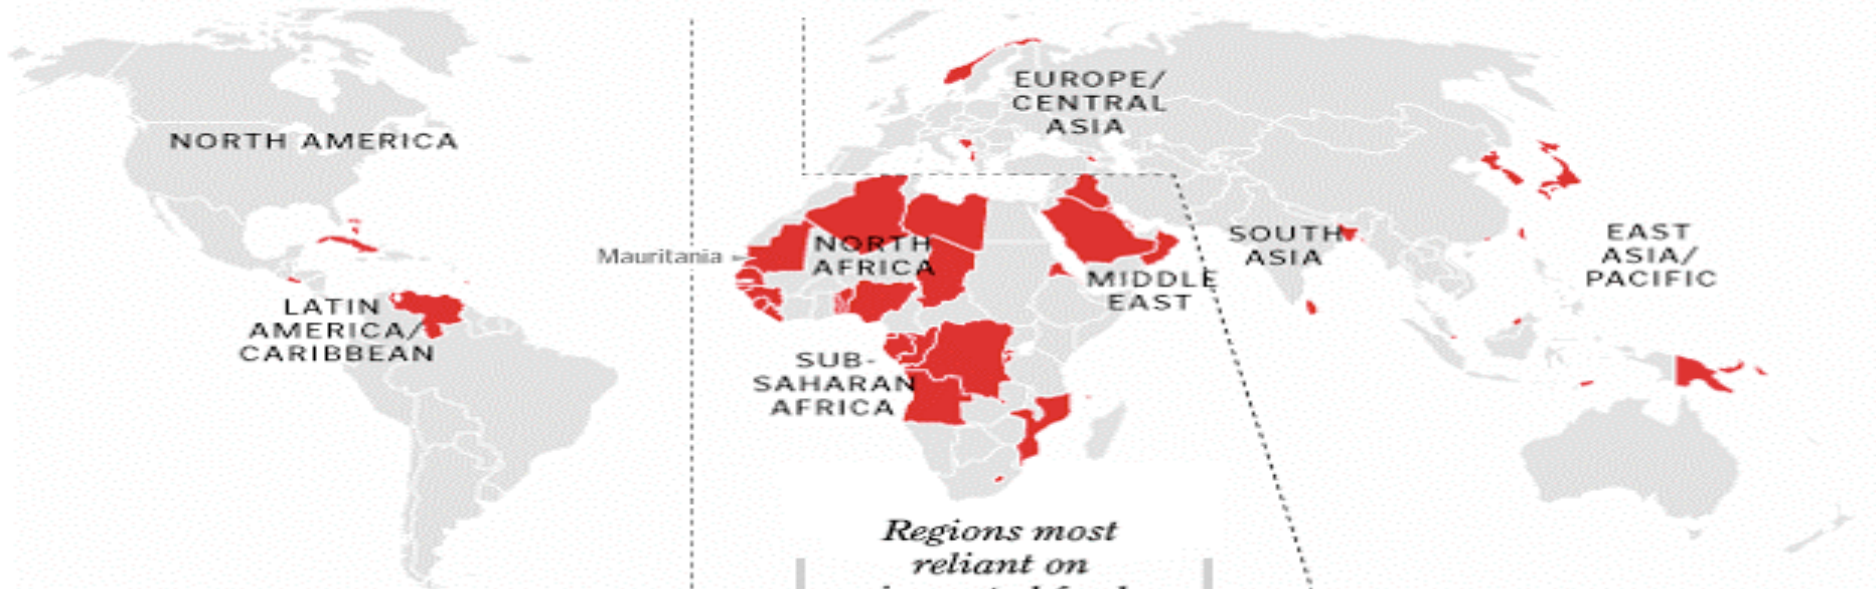 NORTH AMERICA
LATIN
AMERICA/
CARIBBEAN
Mauritania
EUROPE/
CENTRAL
ASIA
NORTH
AFRICA
MIDDLE
EAST
SUB-
SAHARAN
AFRICA
SOUTH
ASIA
EAST
ASIA/
PACIFIC
Regions most
reliant on